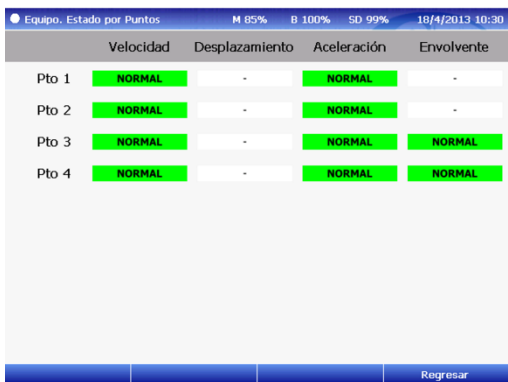 Equipo. Estado por Puntos M 85% B 100% SD 99% 18/4/2013 10:30
Velocidad Desplazamiento Aceleración Envolvente
Pto 1 NORMAL - NORMAL -
Pto 2 NORMAL - NORMAL -
Pto 3 NORMAL - NORMAL NORMAL
Pto 4 NORMAL - NORMAL NORMAL
Regresar